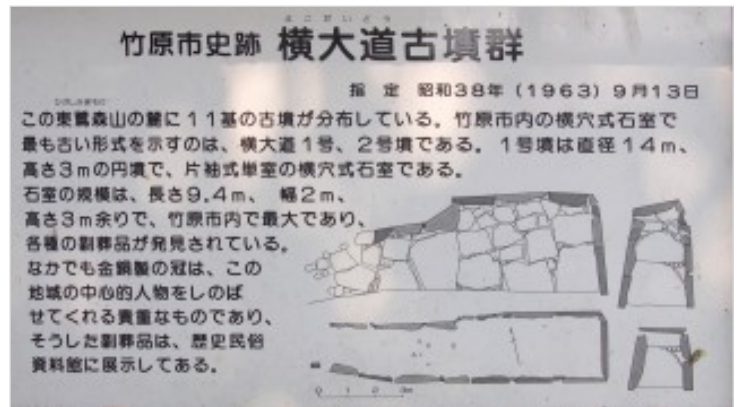 よこだいどう
竹原市史跡 横大道古墳群
指定 昭和38年(1963)9月13日
この東鷲森山の麓に11基の古墳が分布している。竹原市内の横穴式石室で
最も古い形式を示すのは、横大道1号、2号墳である。1号墳は直径14m、
高さ3mの円墳で、片袖式単室の横穴式石室である。
石室の規模は、長さ9.4m、幅2m、
高さ3m余りで、竹原市内で最大であり、
各種の副葬品が発見されている。
なかでも金銅製の冠は、この
地域の中心的人物をしのば
せてくれる貴重なものであり、
そうした副葬品は、歴史民俗
資料館に展示してある。
0 1 2 3m